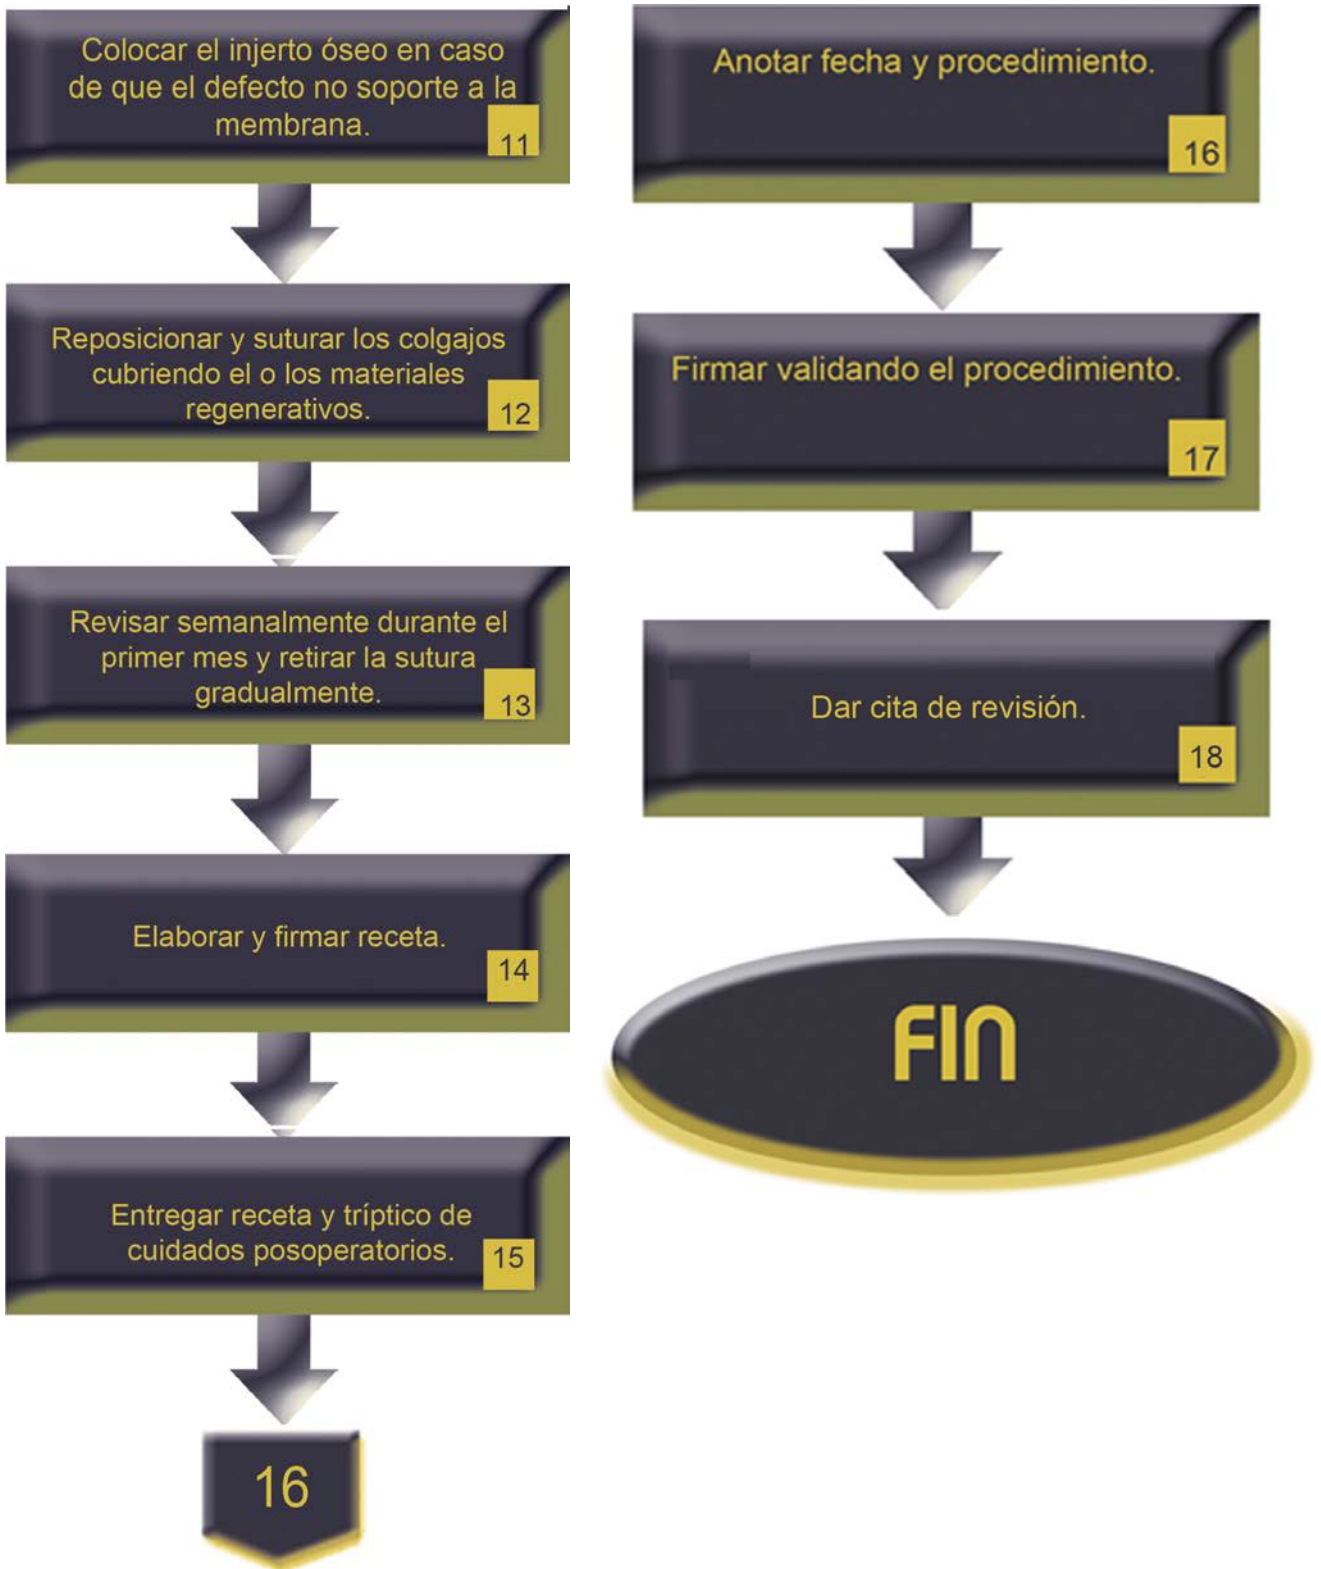 Colocar el injerto óseo en caso
de que el defecto no soporte a la
membrana.
11
Reposicionar y suturar los colgajos
cubriendo el o los materiales
regenerativos.
12
Revisar semanalmente durante el
primer mes y retirar la sutura
gradualmente.
13
Elaborar y firmar receta.
14
Entregar receta y tríptico de
cuidados posoperatorios.
15
16
Anotar fecha y procedimiento.
16
Firmar validando el procedimiento.
17
Dar cita de revisión.
18
FIN